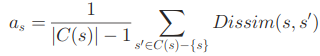 a_s = \frac{1}{|C(s)| - 1} \sum_{s' \in C(s) - \{s\}} Dissim(s, s')